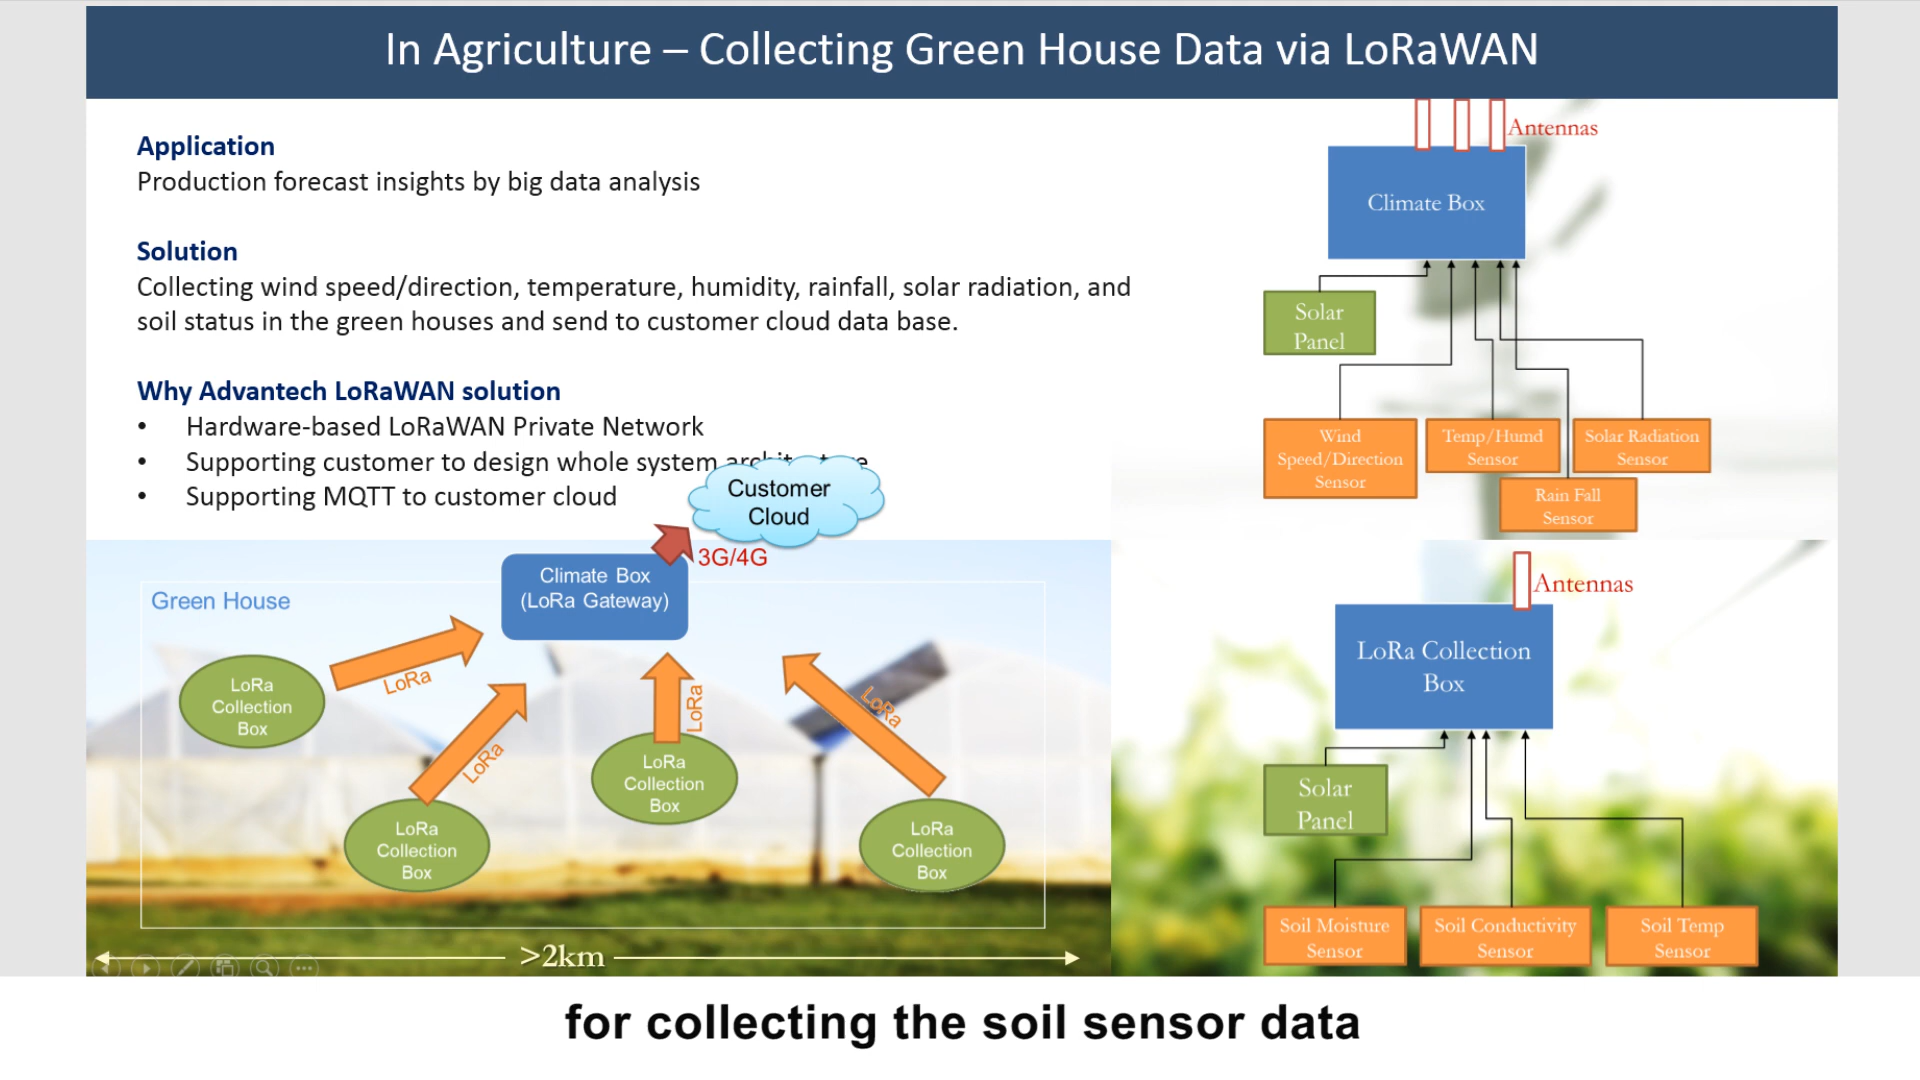 In Agriculture – Collecting Green House Data via LoRaWAN
Application
Production forecast insights by big data analysis
Solution
Collecting wind speed/direction, temperature, humidity, rainfall, solar radiation, and
soil status in the green houses and send to customer cloud data base.
Why Advantech LoRaWAN solution
• Hardware-based LoRaWAN Private Network
• Supporting customer to design whole system architecture
• Supporting MQTT to customer cloud
Customer
Cloud
3G/4G
Climate Box
(LoRa Gateway)
Green House
LoRa
Collection
Box
LoRa
LoRa
Collection
Box
LoRa
LoRa
Collection
Box
LoRa
LoRa
Collection
Box
LoRa
>2km
Antennas
Climate Box
Solar
Panel
Wind
Speed/Direction
Sensor
Temp/Humd
Sensor
Solar Radiation
Sensor
Rain Fall
Sensor
Antennas
LoRa Collection
Box
Solar
Panel
Soil Moisture
Sensor
Soil Conductivity
Sensor
Soil Temp
Sensor
for collecting the soil sensor data